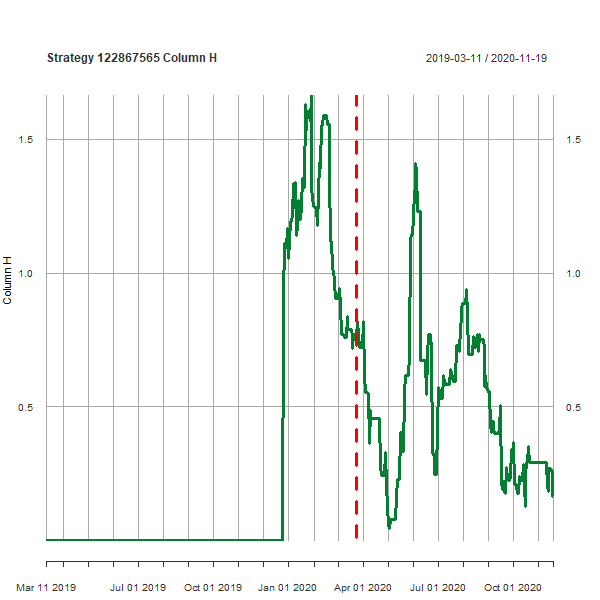 Strategy 122867565 Column H
2019-03-11 / 2020-11-19
1.5 1.5
1.0 1.0
Column H
0.5 0.5
Mar 11 2019 Jul 01 2019 Oct 01 2019 Jan 01 2020 Apr 01 2020 Jul 01 2020 Oct 01 2020